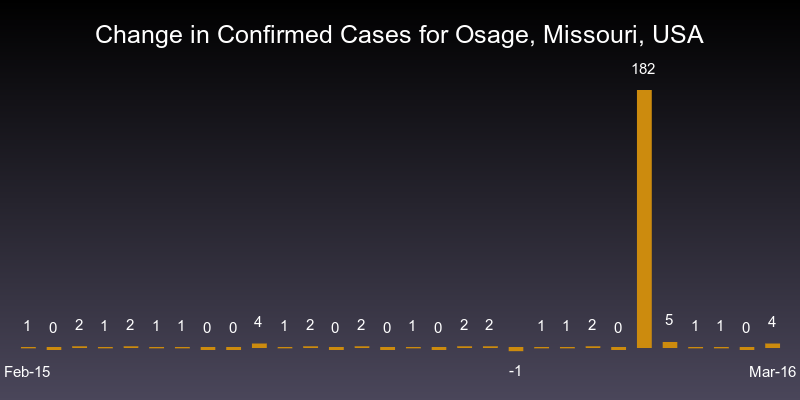 Change in Confirmed Cases for Osage, Missouri, USA
182
1 0 2 1 2 1 1 0 0 4 1 2 0 2 0 1 0 2 2 1 1 2 0 5 1 1 0 4
Feb-15 -1 Mar-16